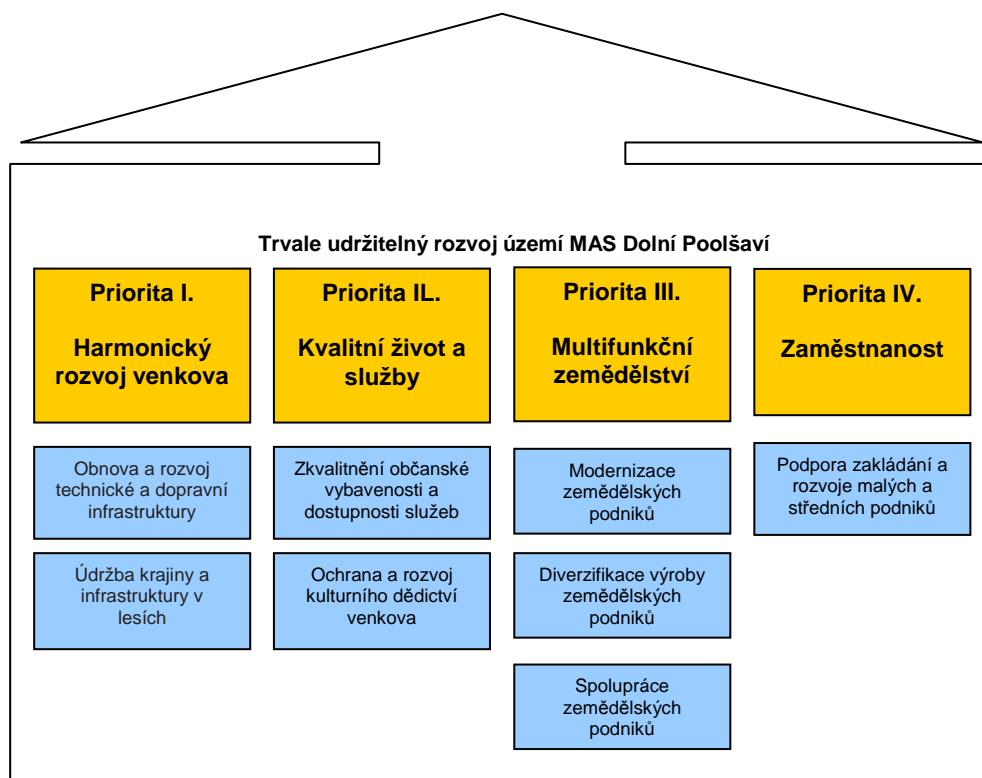 Trvale udržitelný rozvoj území MAS Dolní Poolšaví
Priorita I.
Harmonický
rozvoj venkova
Obnova a rozvoj
technické a dopravní
infrastruktury
Údržba krajiny a
infrastruktury v
lesích
Priorita IL.
Kvalitní život a
služby
Zkvalitnění občanské
vybavenosti a
dostupnosti služeb
Ochrana a rozvoj
kulturního dědictví
venkova
Priorita III.
Multifunkční
zemědělství
Modernizace
zemědělských
podniků
Diverzifikace výroby
zemědělských
podniků
Spolupráce
zemědělských
podniků
Priorita IV.
Zaměstnanost
Podpora zakládání a
rozvoje malých a
středních podniků